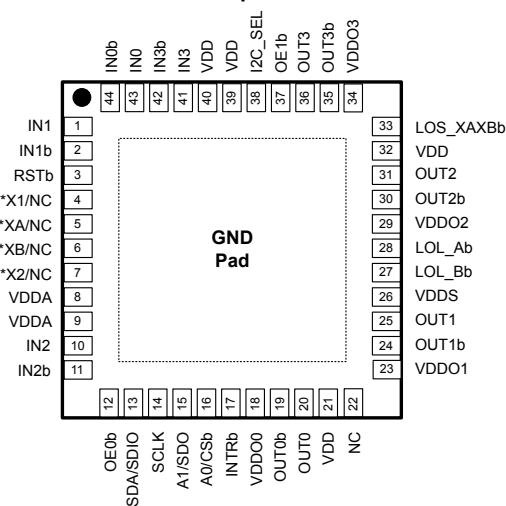 IN0b
IN0
IN3b
IN3
VDD
VDD
I2C_SEL
OE1b
OUT3
OUT3b
VDDO3
44 43 42 41 40 39 38 37 36 35 34
IN1 1
IN1b 2
RSTb 3
*X1/NC 4
*XA/NC 5
*XB/NC 6
*X2/NC 7
VDDA 8
VDDA 9
IN2 10
IN2b 11
GND
Pad
33 LOS_XAXBb
32 VDD
31 OUT2
30 OUT2b
29 VDDO2
28 LOL_Ab
27 LOL_Bb
26 VDDS
25 OUT1
24 OUT1b
23 VDDO1
12 13 14 15 16 17 18 19 20 21 22
OE0b
SDA/SDIO
SCLK
A1/SDO
A0/CSb
INTRb
VDDO0
OUT0b
OUT0
VDD
NC